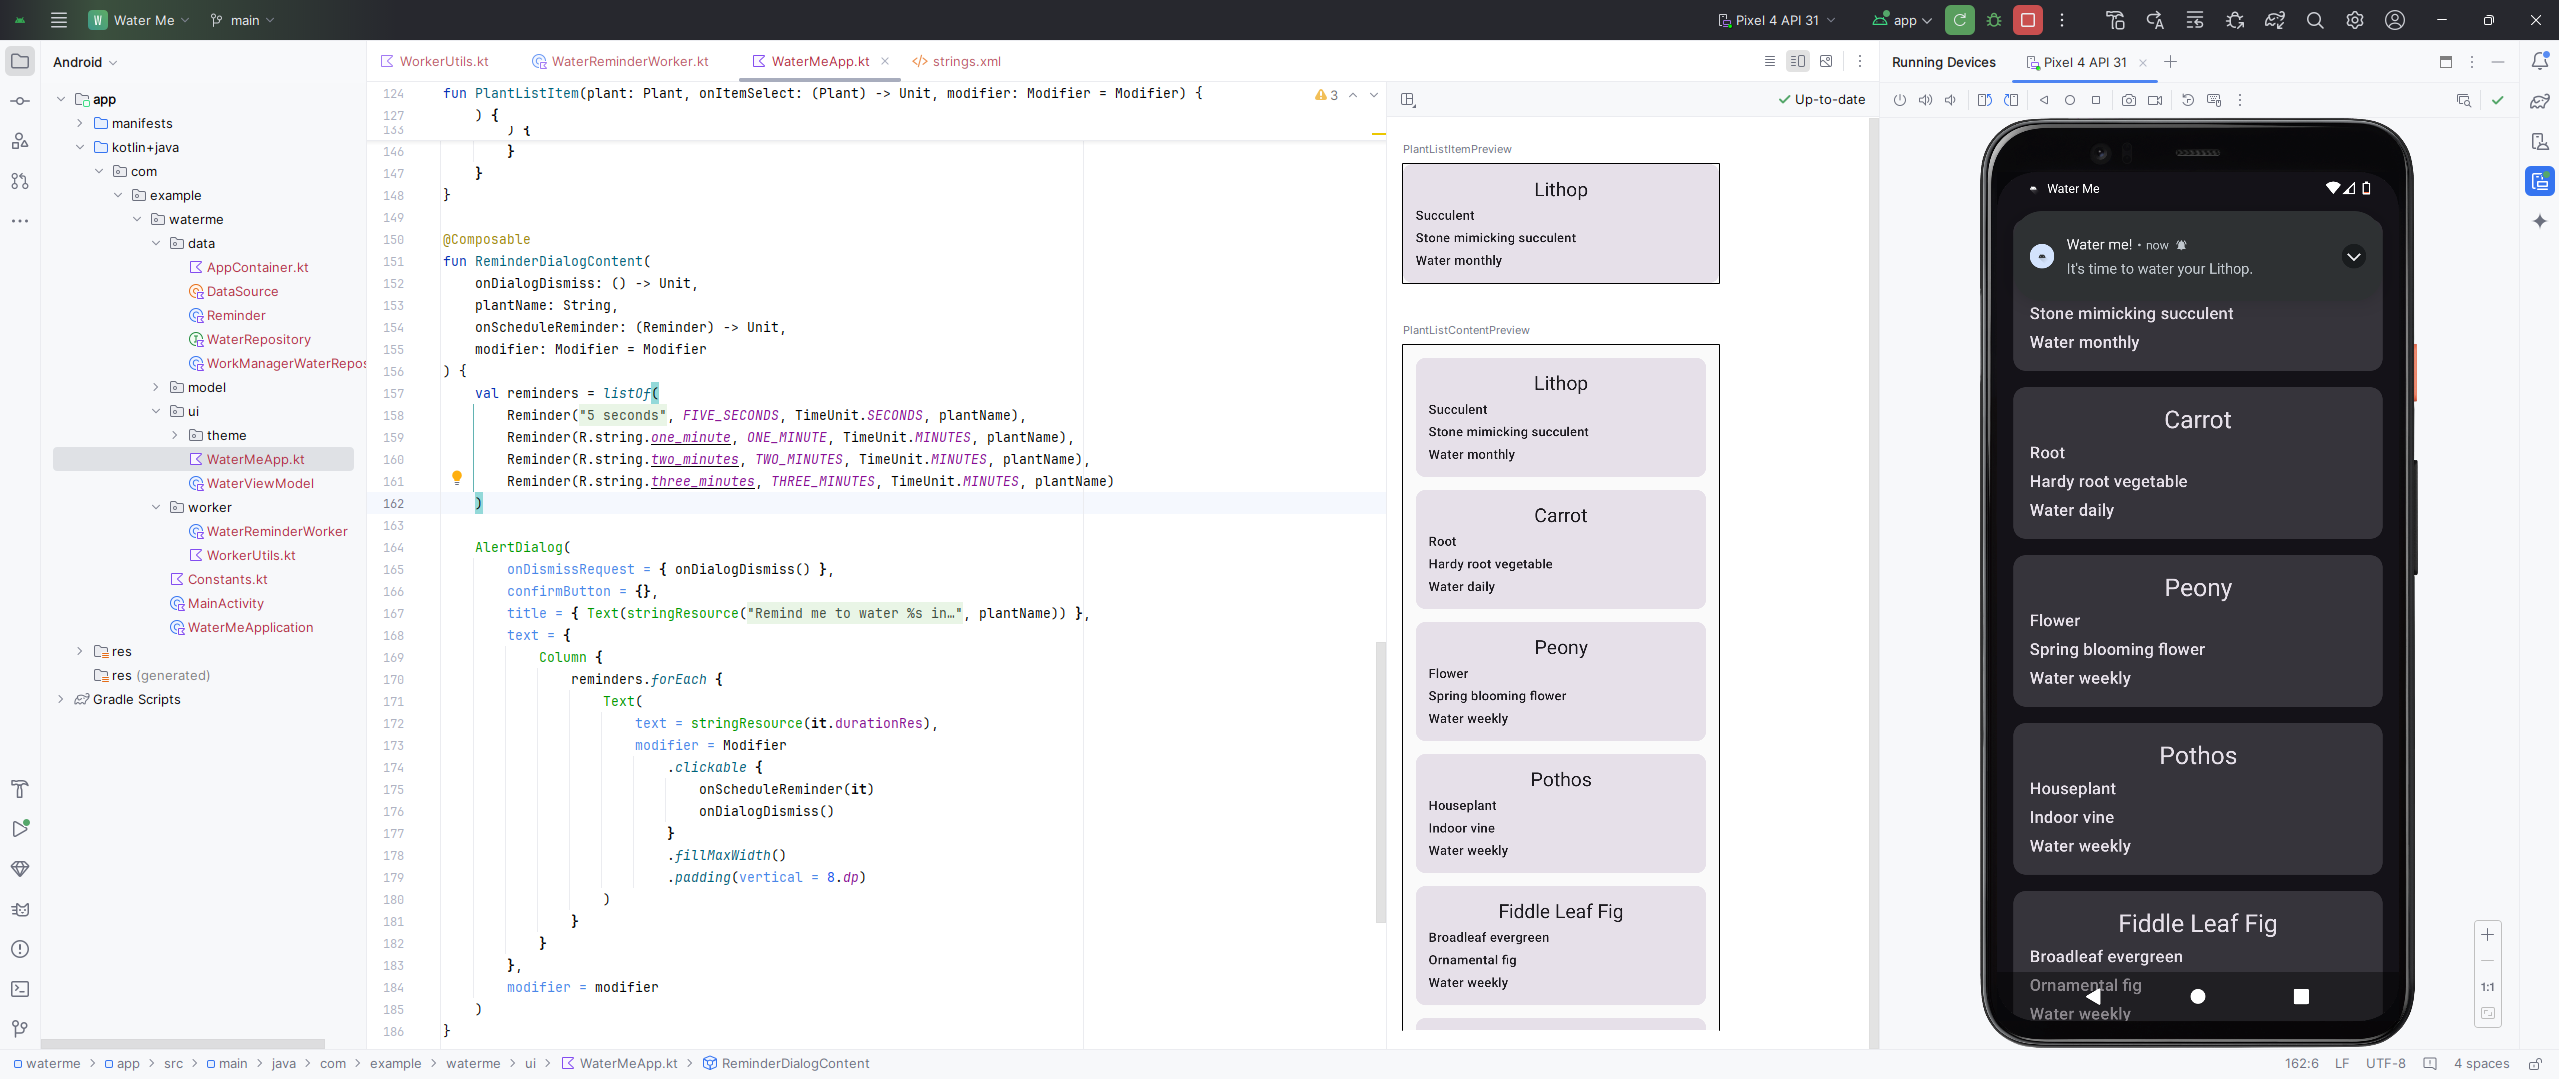 W Water Me main
Pixel 4 API 31 app
Android
app
manifests
kotlin+java
com
example
waterme
data
AppContainer.kt
DataSource
Reminder
WaterRepository
WorkManagerWaterRepos
model
ui
theme
WaterMeApp.kt
WaterViewModel
worker
WaterReminderWorker
WorkerUtils.kt
Constants.kt
MainActivity
WaterMeApplication
res
res (generated)
Gradle Scripts
WorkerUtils.kt WaterReminderWorker.kt WaterMeApp.kt strings.xml
3
124 fun PlantListItem(plant: Plant, onItemSelect: (Plant) -> Unit, modifier: Modifier = Modifier) {
127 ) {
133 ) {
146 }
147 }
148 }
149
150 @Composable
151 fun ReminderDialogContent(
152 onDialogDismiss: () -> Unit,
153 plantName: String,
154 onScheduleReminder: (Reminder) -> Unit,
155 modifier: Modifier = Modifier
156 ) {
157 val reminders = listOf(
158 Reminder("5 seconds", FIVE_SECONDS, TimeUnit.SECONDS, plantName),
159 Reminder(R.string.one_minute, ONE_MINUTE, TimeUnit.MINUTES, plantName),
160 Reminder(R.string.two_minutes, TWO_MINUTES, TimeUnit.MINUTES, plantName),
161 Reminder(R.string.three_minutes, THREE_MINUTES, TimeUnit.MINUTES, plantName)
162 )
163
164 AlertDialog(
165 onDismissRequest = { onDialogDismiss() },
166 confirmButton = {},
167 title = { Text(stringResource("Remind me to water %s in…", plantName)) },
168 text = {
169 Column {
170 reminders.forEach {
171 Text(
172 text = stringResource(it.durationRes),
173 modifier = Modifier
174 .clickable {
175 onScheduleReminder(it)
176 onDialogDismiss()
177 }
178 .fillMaxWidth()
179 .padding(vertical = 8.dp)
180 )
181 }
182 }
183 },
184 modifier = modifier
185 )
186 }
Up-to-date
PlantListItemPreview
Lithop
Succulent
Stone mimicking succulent
Water monthly
PlantListContentPreview
Lithop
Succulent
Stone mimicking succulent
Water monthly
Carrot
Root
Hardy root vegetable
Water daily
Peony
Flower
Spring blooming flower
Water weekly
Pothos
Houseplant
Indoor vine
Water weekly
Fiddle Leaf Fig
Broadleaf evergreen
Ornamental fig
Water weekly
Running Devices Pixel 4 API 31
Water Me
Water me! • now
It's time to water your Lithop.
Stone mimicking succulent
Water monthly
Carrot
Root
Hardy root vegetable
Water daily
Peony
Flower
Spring blooming flower
Water weekly
Pothos
Houseplant
Indoor vine
Water weekly
Fiddle Leaf Fig
Broadleaf evergreen
Ornamental fig
Water weekly
1:1
waterme > app > src > main > java > com > example > waterme > ui > WaterMeApp.kt > ReminderDialogContent
162:6 LF UTF-8 4 spaces